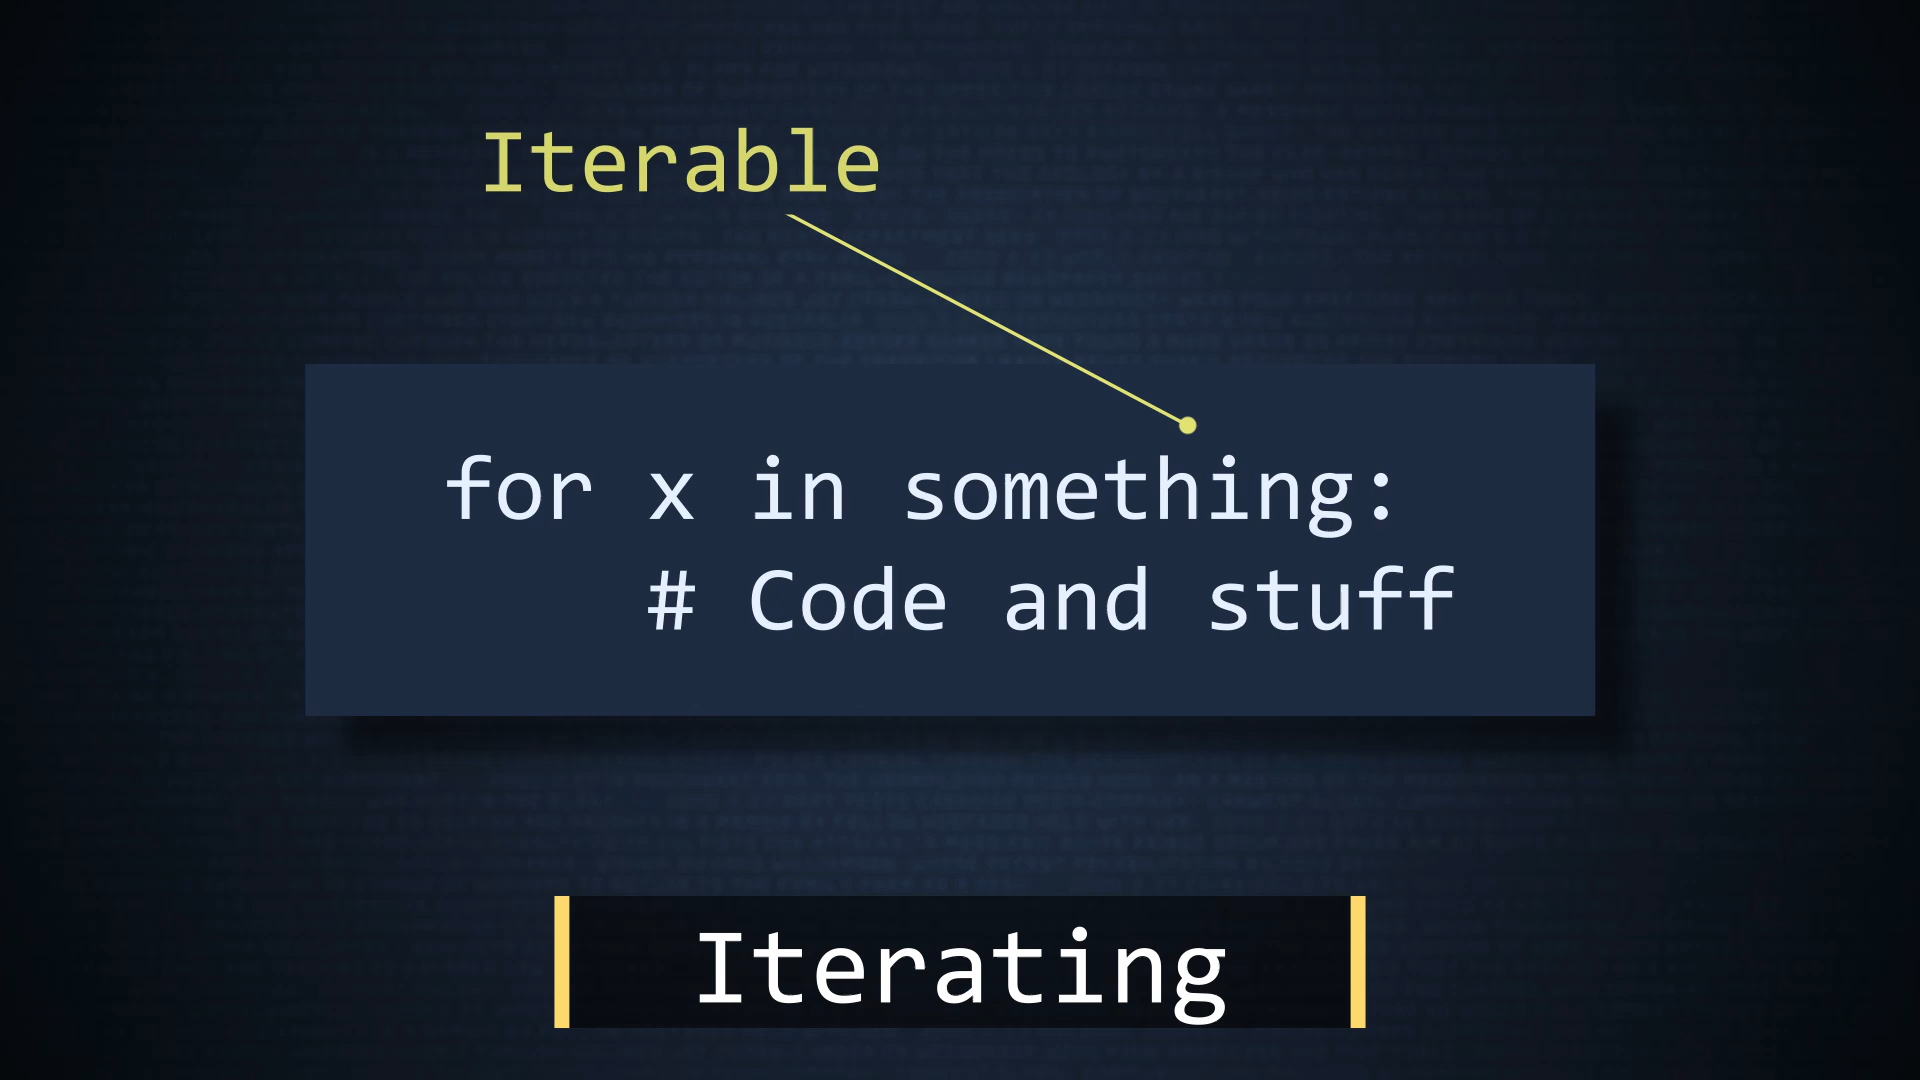 Iterable
for x in something:
    # Code and stuff
Iterating